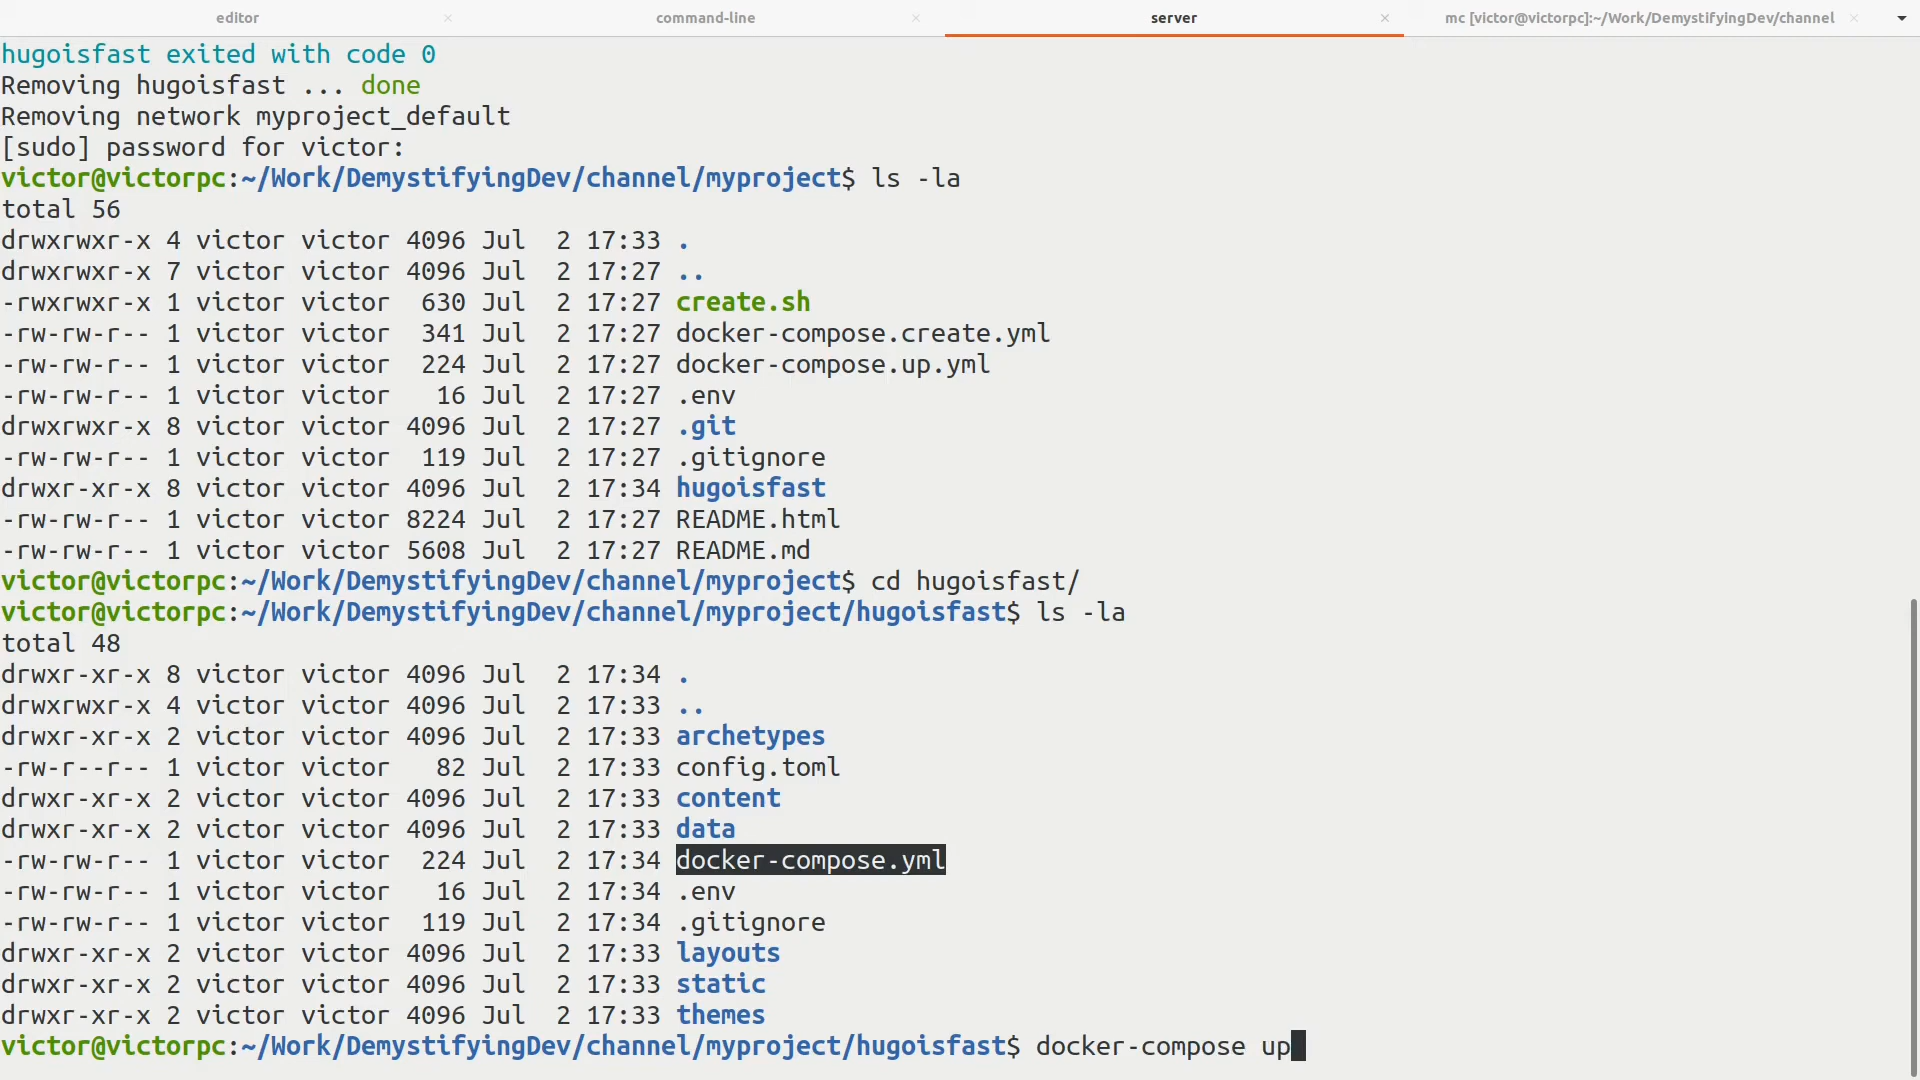 editor × command-line × server × mc [victor@victorpc]:~/Work/DemystifyingDev/channel ×
hugoisfast exited with code 0
Removing hugoisfast ... done
Removing network myproject_default
[sudo] password for victor:
victor@victorpc:~/Work/DemystifyingDev/channel/myproject$ ls -la
total 56
drwxrwxr-x 4 victor victor 4096 Jul  2 17:33 .
drwxrwxr-x 7 victor victor 4096 Jul  2 17:27 ..
-rwxrwxr-x 1 victor victor  630 Jul  2 17:27 create.sh
-rw-rw-r-- 1 victor victor  341 Jul  2 17:27 docker-compose.create.yml
-rw-rw-r-- 1 victor victor  224 Jul  2 17:27 docker-compose.up.yml
-rw-rw-r-- 1 victor victor   16 Jul  2 17:27 .env
drwxrwxr-x 8 victor victor 4096 Jul  2 17:27 .git
-rw-rw-r-- 1 victor victor  119 Jul  2 17:27 .gitignore
drwxr-xr-x 8 victor victor 4096 Jul  2 17:34 hugoisfast
-rw-rw-r-- 1 victor victor 8224 Jul  2 17:27 README.html
-rw-rw-r-- 1 victor victor 5608 Jul  2 17:27 README.md
victor@victorpc:~/Work/DemystifyingDev/channel/myproject$ cd hugoisfast/
victor@victorpc:~/Work/DemystifyingDev/channel/myproject/hugoisfast$ ls -la
total 48
drwxr-xr-x 8 victor victor 4096 Jul  2 17:34 .
drwxrwxr-x 4 victor victor 4096 Jul  2 17:33 ..
drwxr-xr-x 2 victor victor 4096 Jul  2 17:33 archetypes
-rw-r--r-- 1 victor victor   82 Jul  2 17:33 config.toml
drwxr-xr-x 2 victor victor 4096 Jul  2 17:33 content
drwxr-xr-x 2 victor victor 4096 Jul  2 17:33 data
-rw-rw-r-- 1 victor victor  224 Jul  2 17:34 docker-compose.yml
-rw-rw-r-- 1 victor victor   16 Jul  2 17:34 .env
-rw-rw-r-- 1 victor victor  119 Jul  2 17:34 .gitignore
drwxr-xr-x 2 victor victor 4096 Jul  2 17:33 layouts
drwxr-xr-x 2 victor victor 4096 Jul  2 17:33 static
drwxr-xr-x 2 victor victor 4096 Jul  2 17:33 themes
victor@victorpc:~/Work/DemystifyingDev/channel/myproject/hugoisfast$ docker-compose up